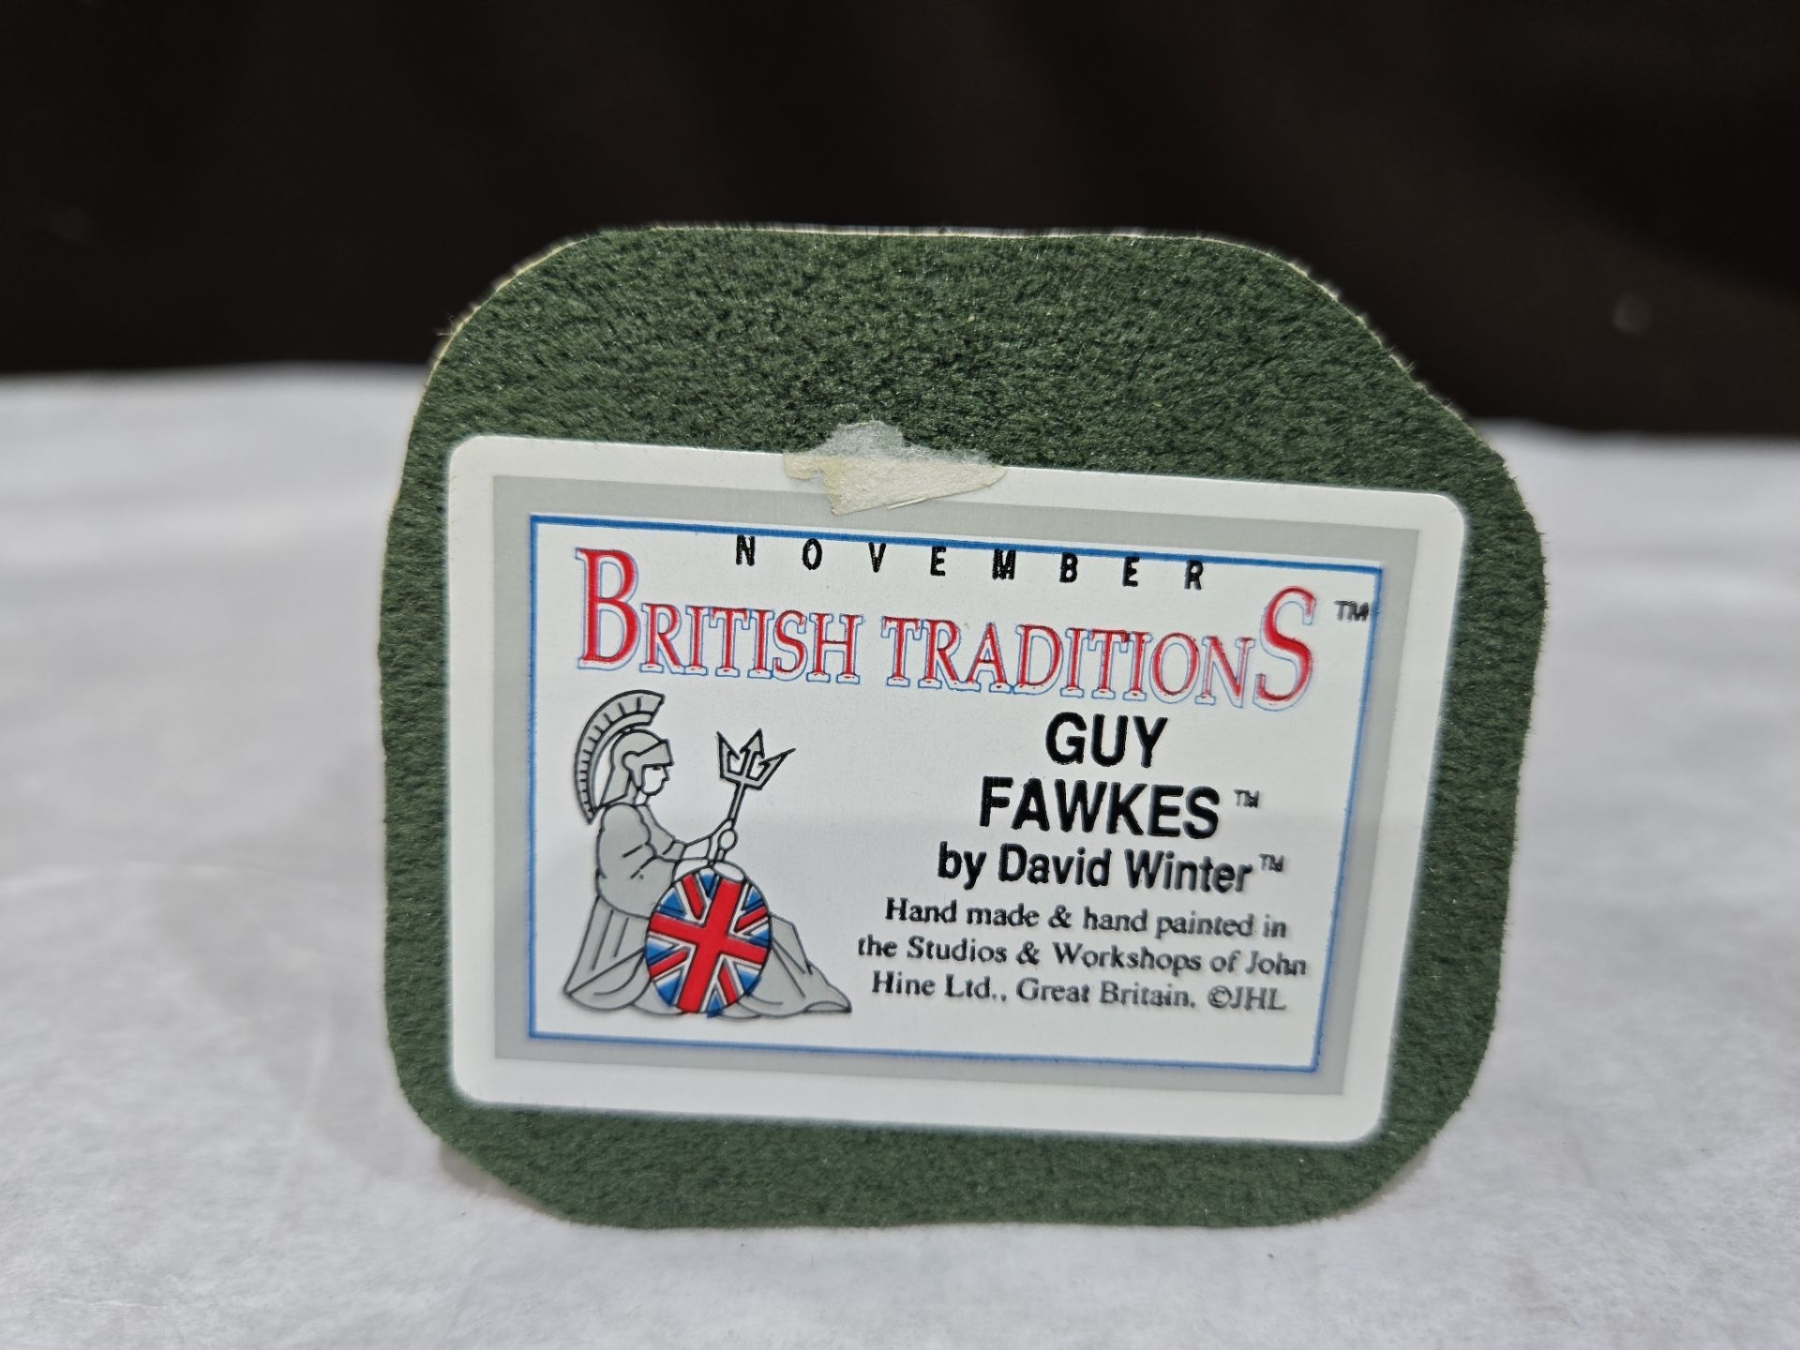 NOVEMBER
BRITISH TRADITIONS™
GUY
FAWKES™
by David Winter™
Hand made & hand painted in
the Studios & Workshops of John
Hine Ltd., Great Britain. ©JHL